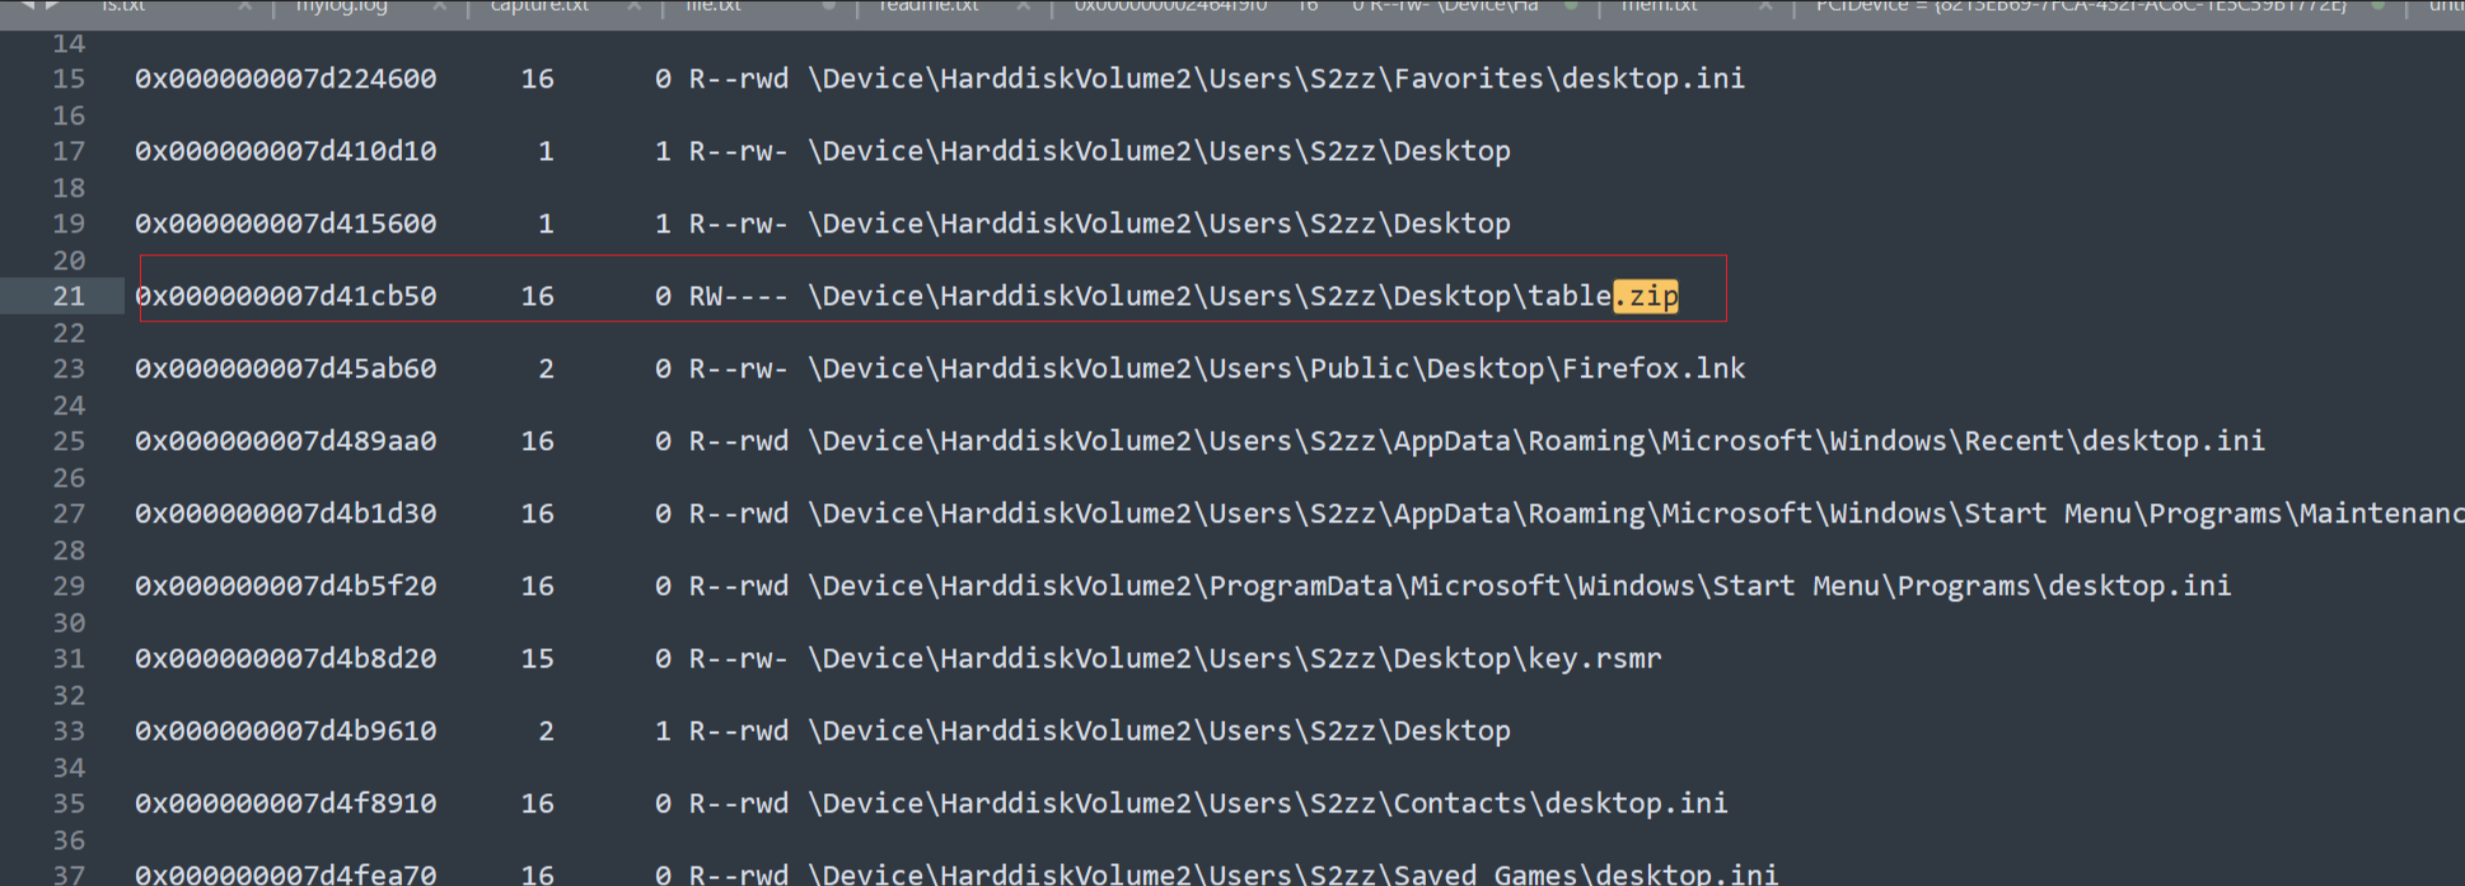 ls.txt mylog.log capture.txt file.txt readme.txt 0x0000000002464f9f0 16 0 R--rw- \Device\Ha mem.txt
14
15 0x000000007d224600 16 0 R--rwd \Device\HarddiskVolume2\Users\S2zz\Favorites\desktop.ini
16
17 0x000000007d410d10 1 1 R--rw- \Device\HarddiskVolume2\Users\S2zz\Desktop
18
19 0x000000007d415600 1 1 R--rw- \Device\HarddiskVolume2\Users\S2zz\Desktop
20
21 0x000000007d41cb50 16 0 RW---- \Device\HarddiskVolume2\Users\S2zz\Desktop\table.zip
22
23 0x000000007d45ab60 2 0 R--rw- \Device\HarddiskVolume2\Users\Public\Desktop\Firefox.lnk
24
25 0x000000007d489aa0 16 0 R--rwd \Device\HarddiskVolume2\Users\S2zz\AppData\Roaming\Microsoft\Windows\Recent\desktop.ini
26
27 0x000000007d4b1d30 16 0 R--rwd \Device\HarddiskVolume2\Users\S2zz\AppData\Roaming\Microsoft\Windows\Start Menu\Programs\Maintenanc
28
29 0x000000007d4b5f20 16 0 R--rwd \Device\HarddiskVolume2\ProgramData\Microsoft\Windows\Start Menu\Programs\desktop.ini
30
31 0x000000007d4b8d20 15 0 R--rw- \Device\HarddiskVolume2\Users\S2zz\Desktop\key.rsmr
32
33 0x000000007d4b9610 2 1 R--rwd \Device\HarddiskVolume2\Users\S2zz\Desktop
34
35 0x000000007d4f8910 16 0 R--rwd \Device\HarddiskVolume2\Users\S2zz\Contacts\desktop.ini
36
37 0x000000007d4fea70 16 0 R--rwd \Device\HarddiskVolume2\Users\S2zz\Saved Games\desktop.ini